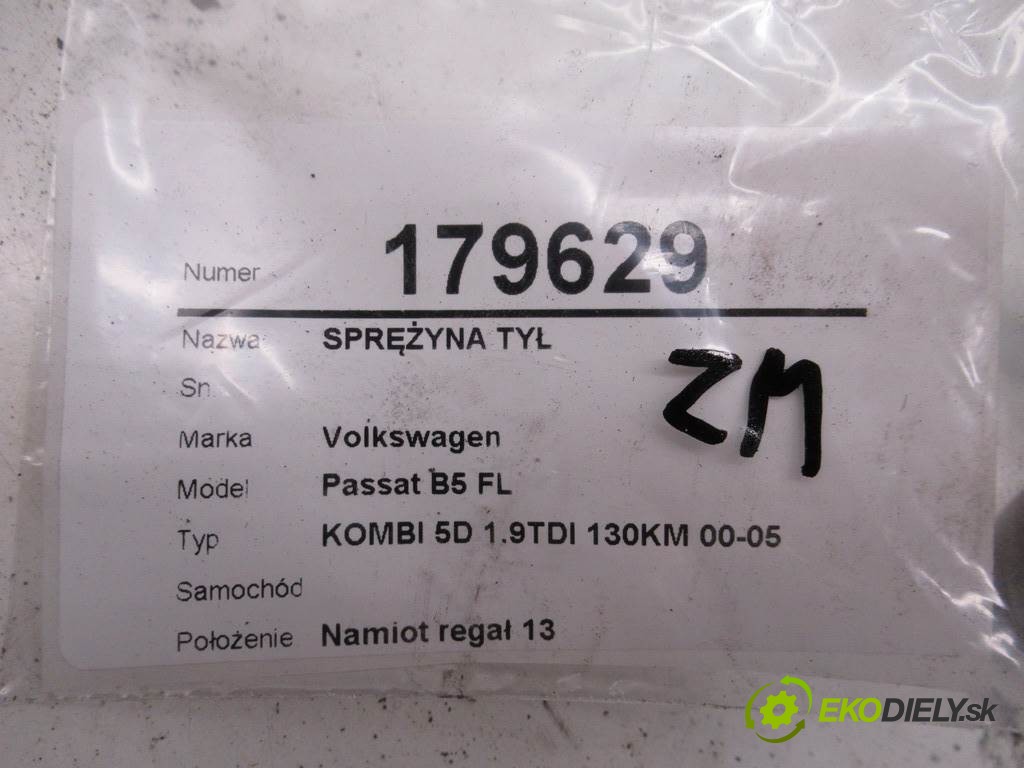 Numer 179629
Nazwa SPRĘŻYNA TYŁ
Sn.
ZM
Marka Volkswagen
Model Passat B5 FL
Typ KOMBI 5D 1.9TDI 130KM 00-05
Samochód
Położenie Namiot regał 13
EKODIELY.sk